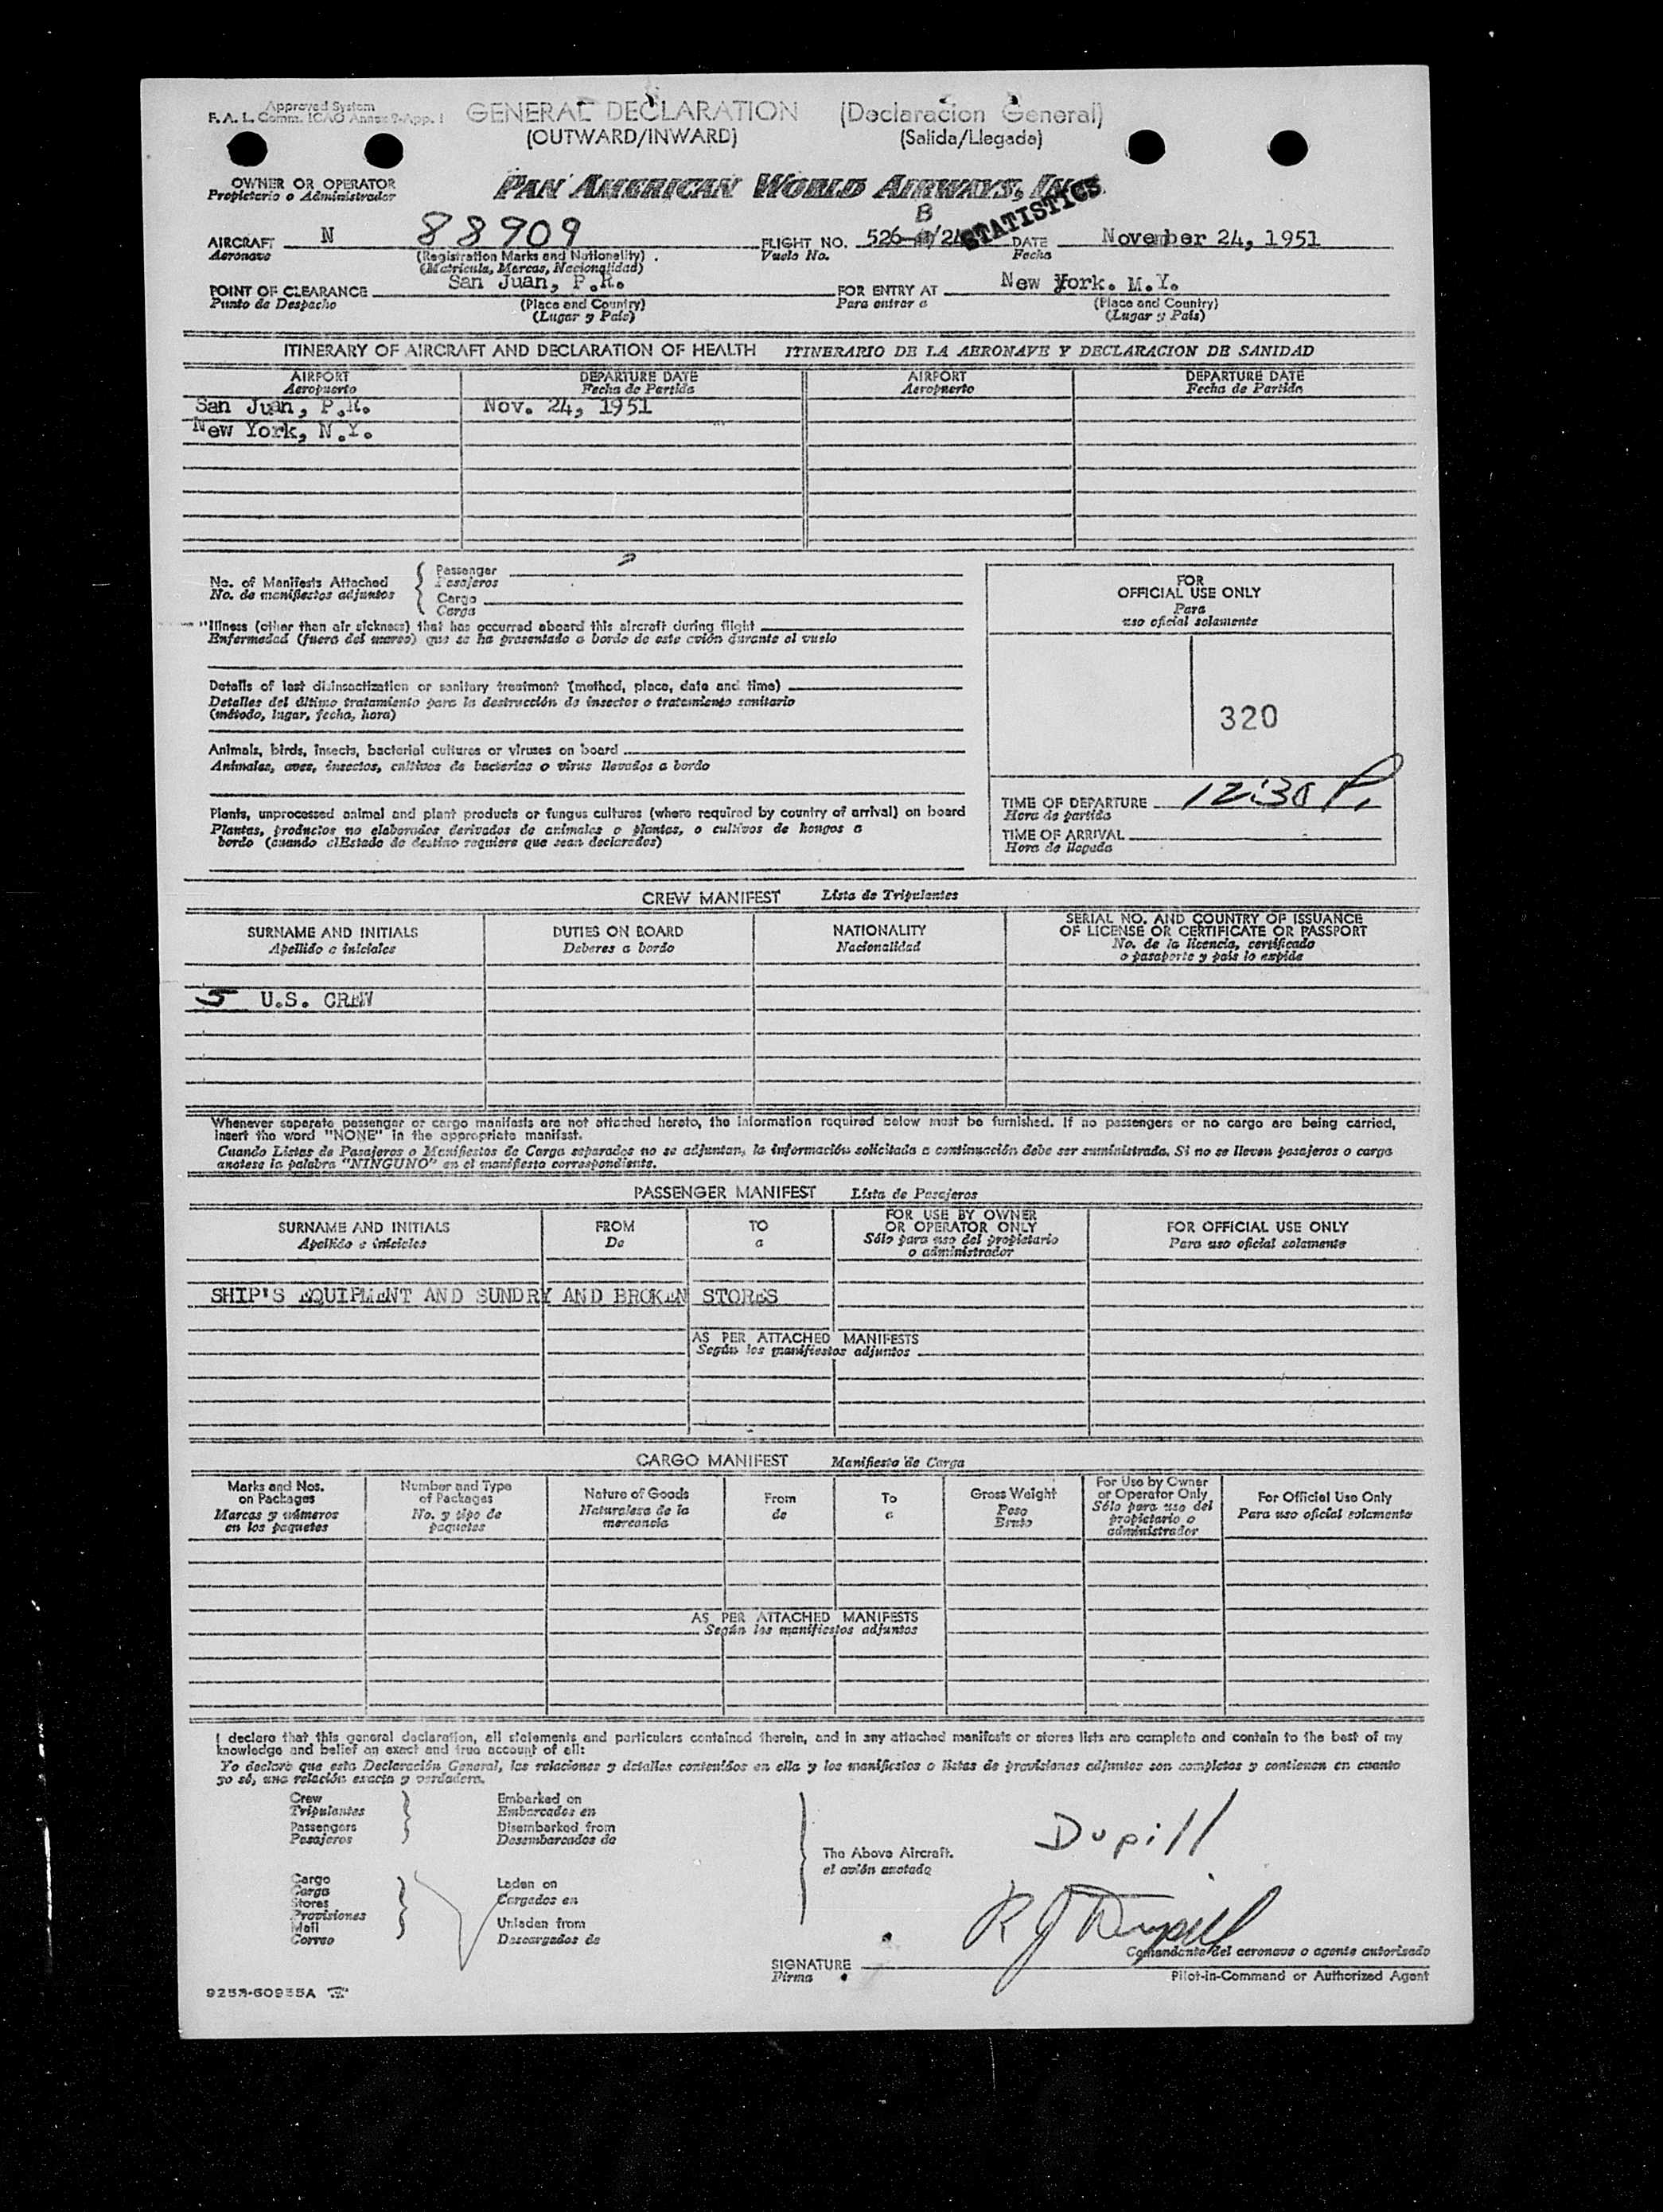 Approved System
F. A. L. Comm. ICAO Annex 9-App. 1
GENERAL DECLARATION (Declaracion General)
(OUTWARD/INWARD) (Salida/Llegada)
OWNER OR OPERATOR
Propietario o Administrador
PAN AMERICAN WORLD AIRWAYS, INC.
STATISTICS
B
AIRCRAFT N 88909 FLIGHT NO. 526- /24 DATE November 24, 1951
Aeronave (Registration Marks and Nationality) Vuelo No. Fecha
(Matricula, Marcas, Nacionalidad)
POINT OF CLEARANCE San Juan, P.R. FOR ENTRY AT New York. M.Y.
Punto de Despacho (Place and Country) Para entrar a (Place and Country)
(Lugar y País) (Lugar y País)
ITINERARY OF AIRCRAFT AND DECLARATION OF HEALTH ITINERARIO DE LA AERONAVE Y DECLARACION DE SANIDAD
AIRPORT DEPARTURE DATE AIRPORT DEPARTURE DATE
Aeropuerto Fecha de Partida Aeropuerto Fecha de Partida
San Juan, P.R. Nov. 24, 1951
New York, N.Y.
No. of Manifests Attached
No. de manifiestos adjuntos
Passenger
Pasajeros
Cargo
Carga
FOR
OFFICIAL USE ONLY
Para
uso oficial solamente
"Illness (other than air sickness) that has occurred aboard this aircraft during flight
Enfermedad (fuera del mareo) que se ha presentado a bordo de este avión durante el vuelo
Details of last disinsectization or sanitary treatment (method, place, date and time)
Detalles del último tratamiento para la destrucción de insectos o tratamiento sanitario
(método, lugar, fecha, hora)
320
Animals, birds, insects, bacterial cultures or viruses on board
Animales, aves, insectos, cultivos de bacterias o virus llevados a bordo
Plants, unprocessed animal and plant products or fungus cultures (where required by country of arrival) on board
Plantas, productos no elaborados derivados de animales o plantas, o cultivos de hongos a
bordo (cuando el Estado de destino requiere que sean declarados)
TIME OF DEPARTURE 12:30 P.
Hora de partida
TIME OF ARRIVAL
Hora de llegada
CREW MANIFEST Lista de Tripulantes
SURNAME AND INITIALS DUTIES ON BOARD NATIONALITY SERIAL NO. AND COUNTRY OF ISSUANCE
OF LICENSE OR CERTIFICATE OR PASSPORT
Apellido e iniciales Deberes a bordo Nacionalidad No. de la licencia, certificado
o pasaporte y país lo expide
5 U.S. CREW
Whenever separate passenger or cargo manifests are not attached hereto, the information required below must be furnished. If no passengers or no cargo are being carried,
insert the word "NONE" in the appropriate manifest.
Cuando Listas de Pasajeros o Manifiestos de Carga separados no se adjuntan, la información solicitada a continuación debe ser suministrada. Si no se llevan pasajeros o carga
anotese la palabra "NINGUNO" en el manifiesto correspondiente.
PASSENGER MANIFEST Lista de Pasajeros
SURNAME AND INITIALS FROM TO FOR USE BY OWNER
OR OPERATOR ONLY FOR OFFICIAL USE ONLY
Apellido e iniciales De a Sólo para uso del propietario
o administrador Para uso oficial solamente
SHIP'S EQUIPMENT AND SUNDRY AND BROKEN STORES
AS PER ATTACHED MANIFESTS
Según los manifiestos adjuntos
CARGO MANIFEST Manifiesto de Carga
Marks and Nos.
on Packages
Marcas y números
en los paquetes
Number and Type
of Packages
No. y tipo de
paquetes
Nature of Goods
Naturaleza de la
mercancia
From
de
To
a
Gross Weight
Peso
Bruto
For Use by Owner
or Operator Only
Sólo para uso del
propietario o
administrador
For Official Use Only
Para uso oficial solamente
AS PER ATTACHED MANIFESTS
Según los manifiestos adjuntos
I declare that this general declaration, all statements and particulars contained therein, and in any attached manifests or stores lists are complete and contain to the best of my
knowledge and belief an exact and true account of all:
Yo declaro que esta Declaración General, las relaciones y detalles contenidos en ella y los manifiestos o listas de provisiones adjuntos son completos y contienen en cuanto
yo sé, una relación exacta y verdadera.
Crew
Tripulantes
Passengers
Pasajeros
Embarked on
Embarcados en
Disembarked from
Desembarcados de
Cargo
Carga
Stores
Provisiones
Mail
Correo
Laden on
Cargados en
Unladen from
Descargados de
The Above Aircraft.
el avión anotado
Dupill
R J Dupill
SIGNATURE
Firma
Comandante del aeronave o agente autorizado
Pilot-in-Command or Authorized Agent